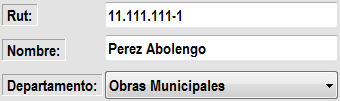 Rut: 11.111.111-1
Nombre: Perez Abolengo
Departamento: Obras Municipales